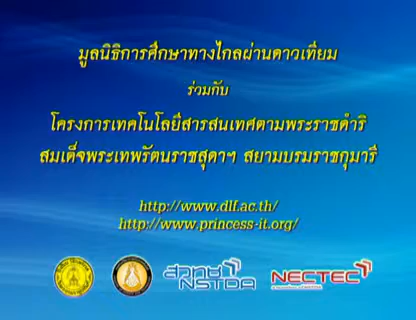 มูลนิธิการศึกษาทางไกลผ่านดาวเทียม
ร่วมกับ
โครงการเทคโนโลยีสารสนเทศตามพระราชดำริ
สมเด็จพระเทพรัตนราชสุดาฯ สยามบรมราชกุมารี
http://www.dlf.ac.th/
http://www.princess-it.org/
สวทช
NSTDA
NECTEC